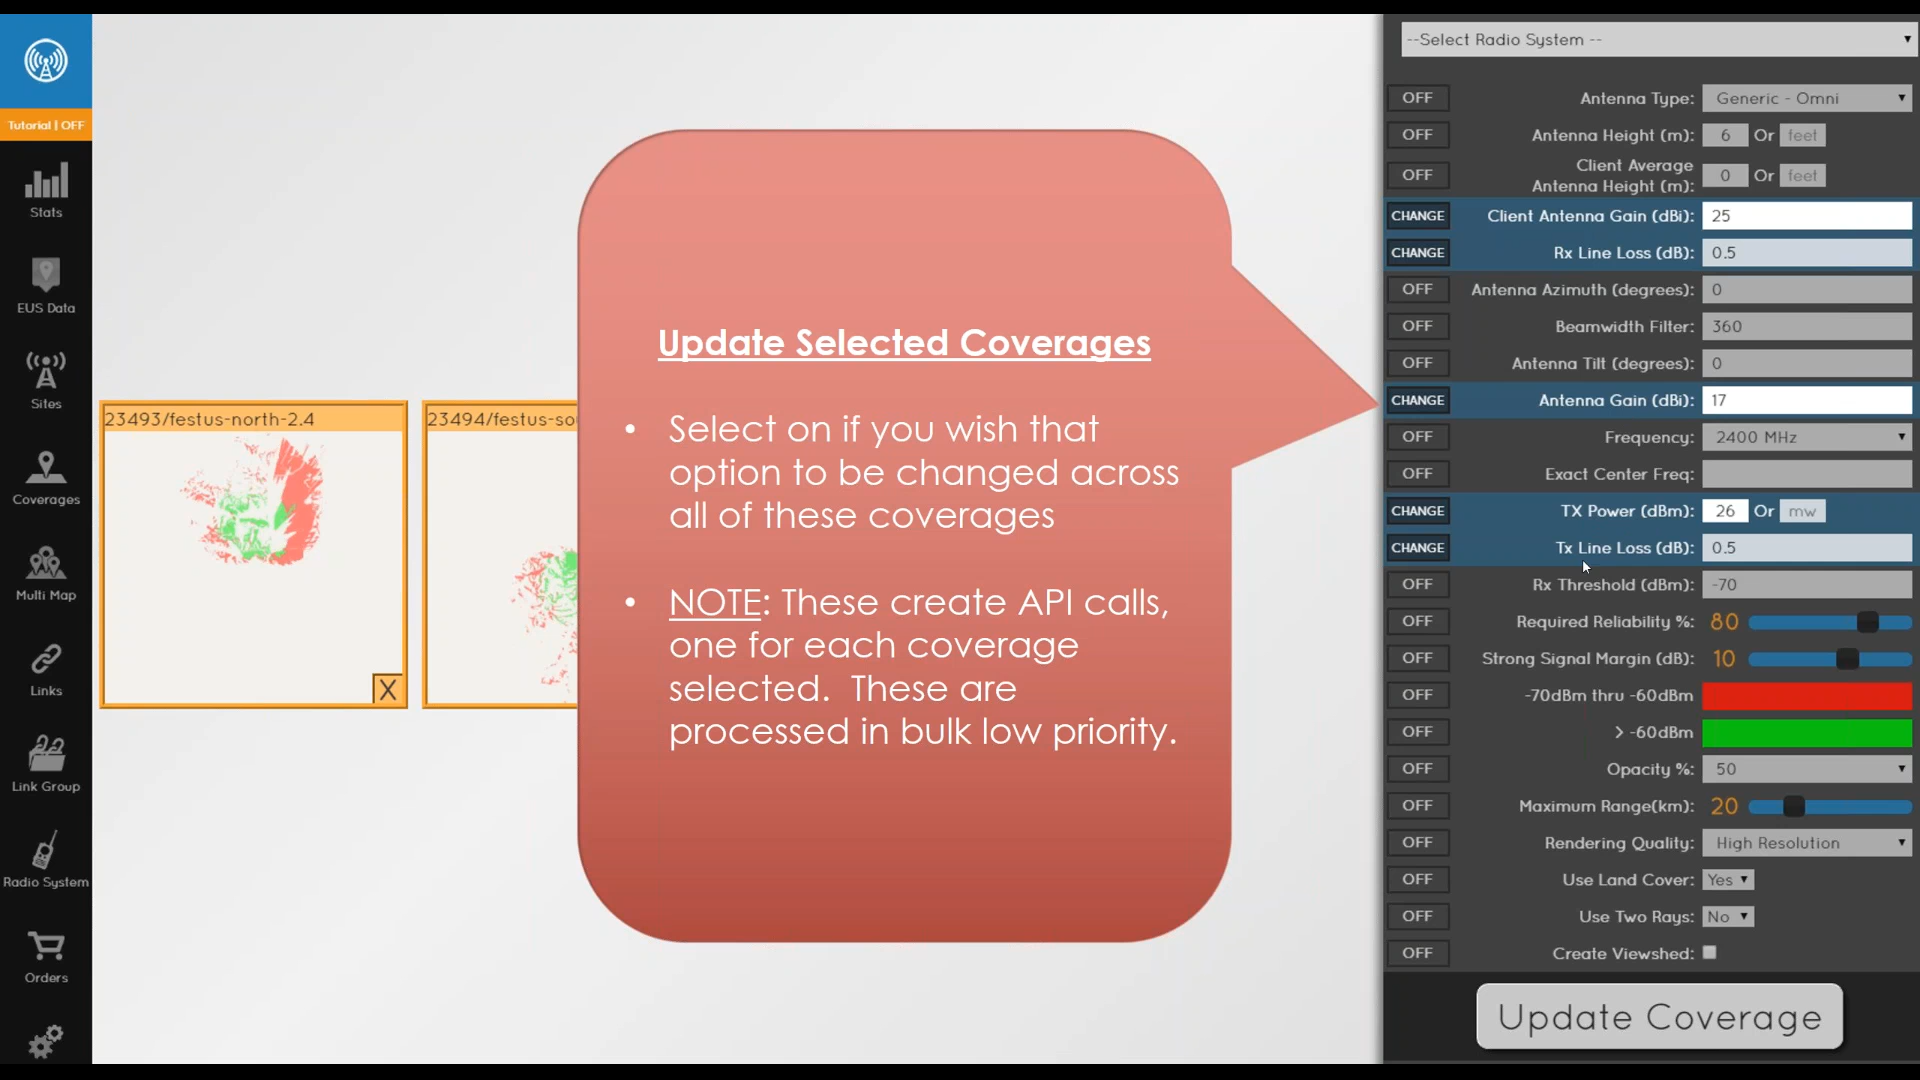 Tutorial | OFF
Stats
EUS Data
Sites
Coverages
Multi Map
Links
Link Group
Radio System
Orders
23493/festus-north-2.4
X
23494/festus-so
Update Selected Coverages
• Select on if you wish that
option to be changed across
all of these coverages
• NOTE: These create API calls,
one for each coverage
selected. These are
processed in bulk low priority.
--Select Radio System --
OFF Antenna Type: Generic - Omni
OFF Antenna Height (m): 6 Or feet
OFF Client Average
Antenna Height (m): 0 Or feet
CHANGE Client Antenna Gain (dBi): 25
CHANGE Rx Line Loss (dB): 0.5
OFF Antenna Azimuth (degrees): 0
OFF Beamwidth Filter: 360
OFF Antenna Tilt (degrees): 0
CHANGE Antenna Gain (dBi): 17
OFF Frequency: 2400 MHz
OFF Exact Center Freq:
CHANGE TX Power (dBm): 26 Or mw
CHANGE Tx Line Loss (dB): 0.5
OFF Rx Threshold (dBm): -70
OFF Required Reliability %: 80
OFF Strong Signal Margin (dB): 10
OFF -70dBm thru -60dBm
OFF > -60dBm
OFF Opacity %: 50
OFF Maximum Range(km): 20
OFF Rendering Quality: High Resolution
OFF Use Land Cover: Yes
OFF Use Two Rays: No
OFF Create Viewshed:
Update Coverage